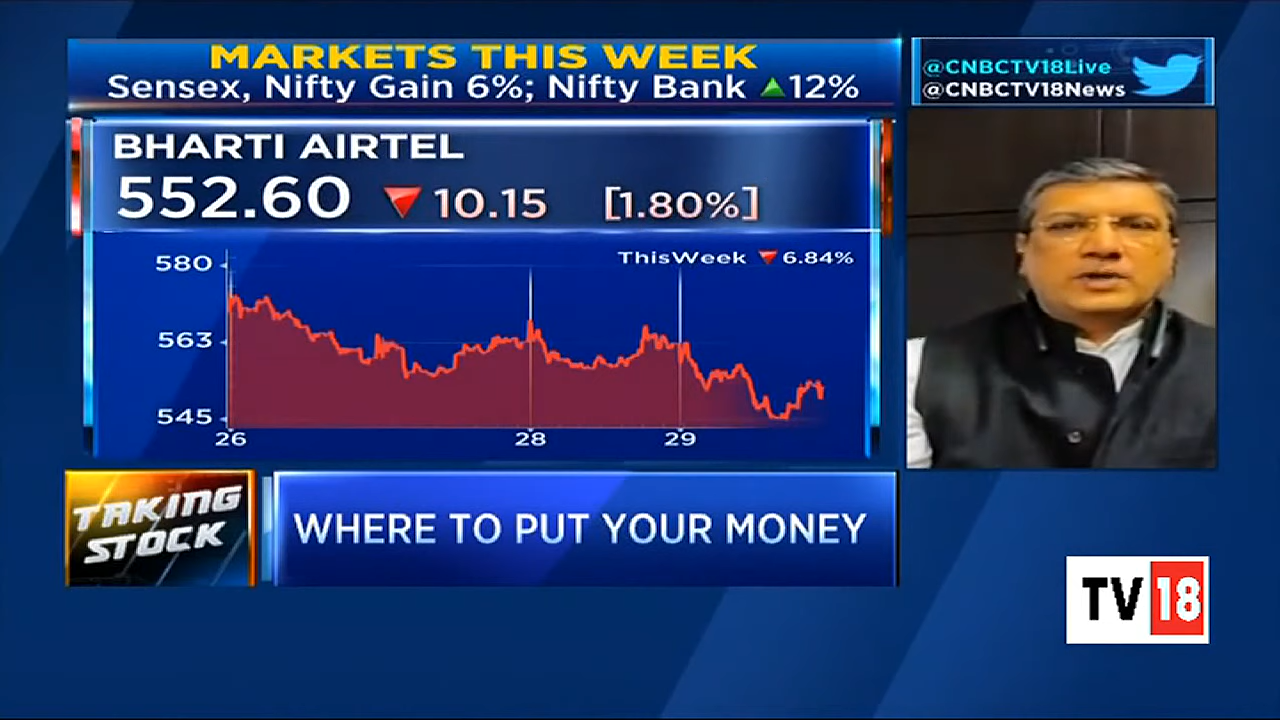 MARKETS THIS WEEK
Sensex, Nifty Gain 6%; Nifty Bank ▲12%
@CNBCTV18Live
@CNBCTV18News
BHARTI AIRTEL
552.60 ▼ 10.15 [1.80%]
ThisWeek ▼ 6.84%
580
563
545
26 28 29
TAKING
STOCK
WHERE TO PUT YOUR MONEY
TV18